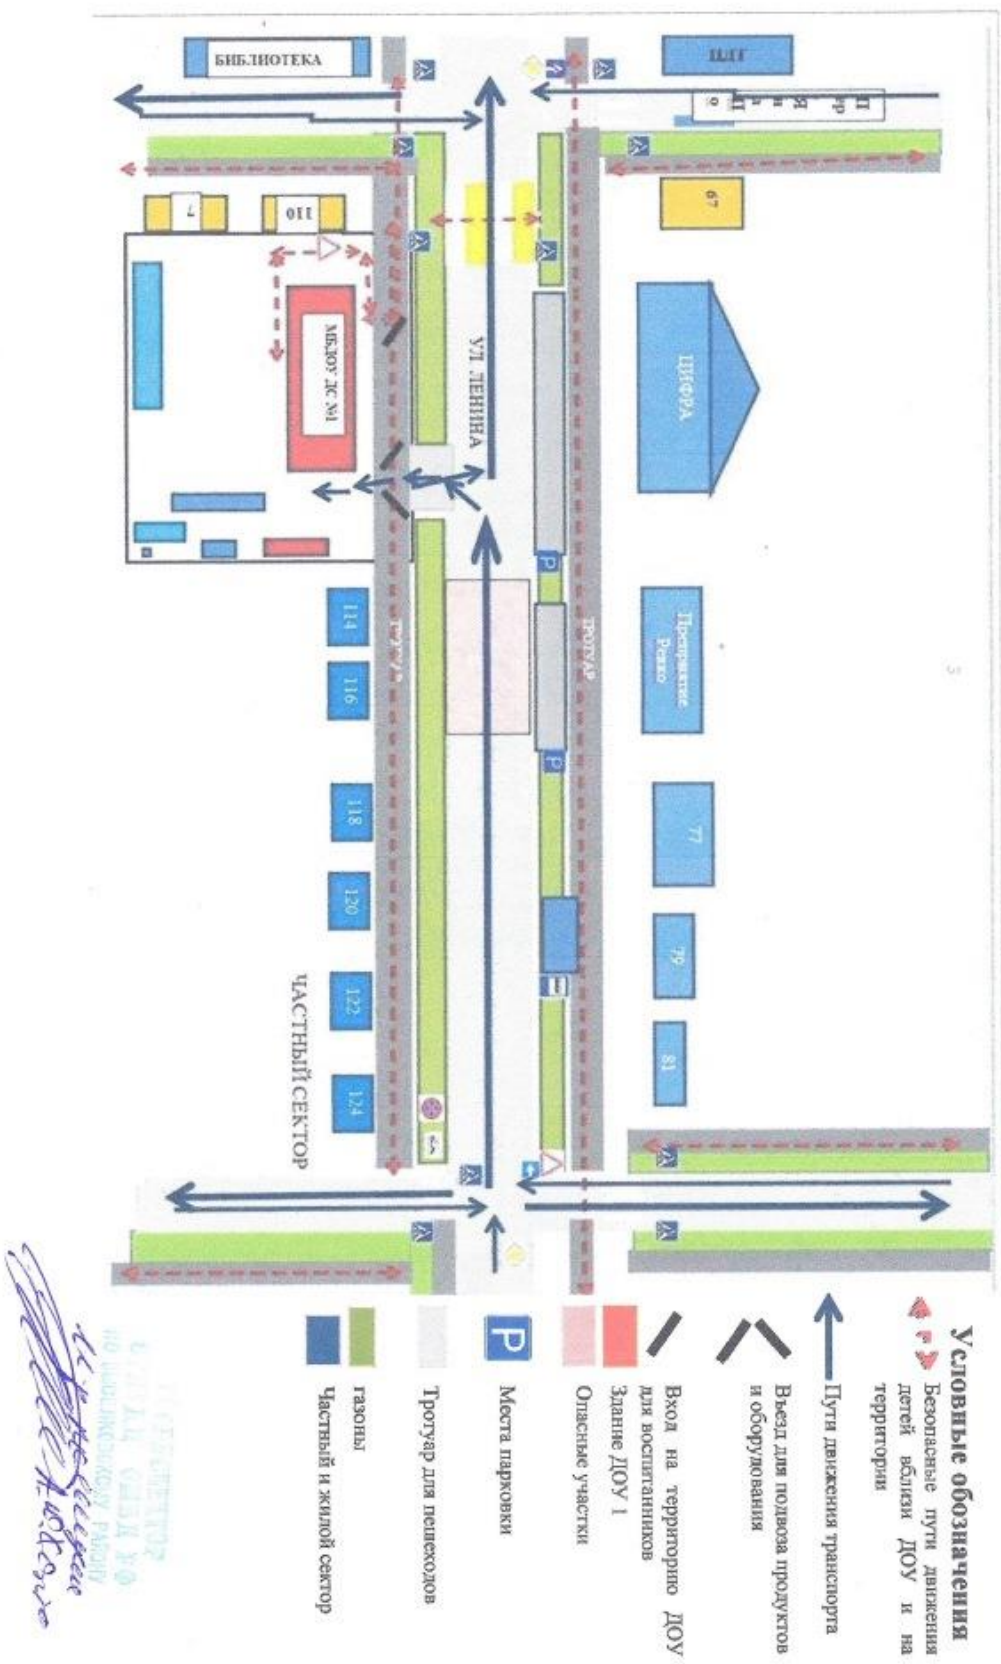 БИБЛИОТЕКА
7
110
67
МБДОУ ДС №1
УЛ ЛЕНИНА
ЦИФРА
ТРОТУАР
Предприятие
114
116
118
120
122
124
77
79
81
P
P
ЧАСТНЫЙ СЕКТОР
5
Условные обозначения
Безопасные пути движения
детей вблизи ДОУ и на
территории
Пути движения транспорта
Въезд для подвоза продуктов
и оборудования
Вход на территорию ДОУ
для воспитанников
Здание ДОУ 1
Опасные участки
P
Места парковки
Тротуар для пешеходов
газоны
Частный и жилой сектор